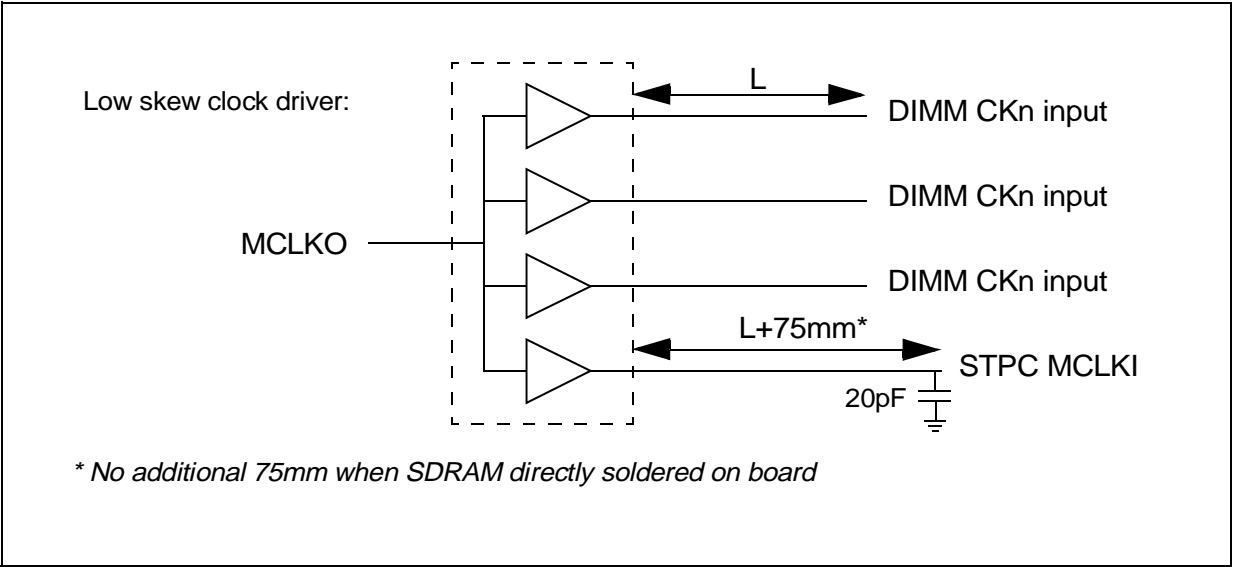 Low skew clock driver:
L
DIMM CKn input
DIMM CKn input
MCLKO
DIMM CKn input
L+75mm*
STPC MCLKI
20pF
* No additional 75mm when SDRAM directly soldered on board